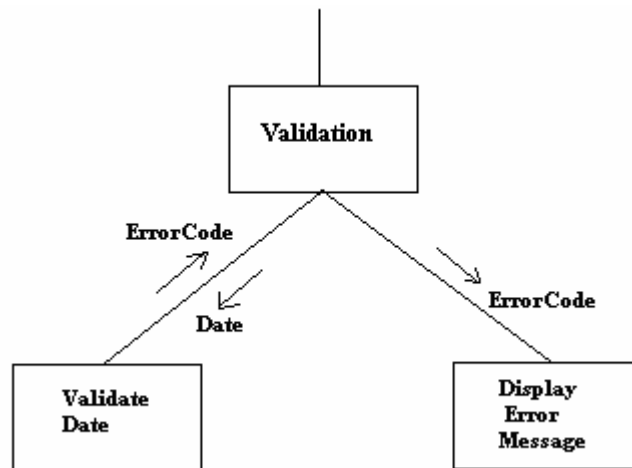 Validation
ErrorCode
Date
ErrorCode
Validate
Date
Display
Error
Message